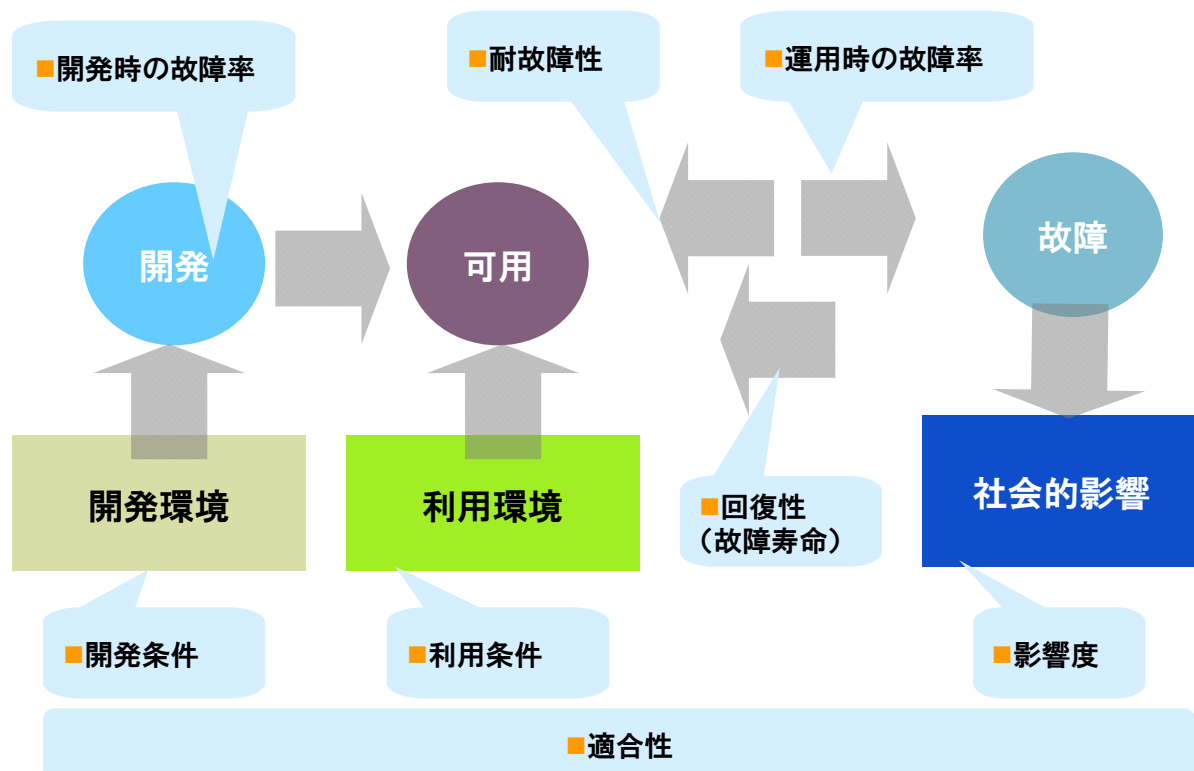 ■開発時の故障率
■耐故障性
■運用時の故障率
開発
可用
故障
開発環境
利用環境
■回復性
（故障寿命）
社会的影響
■開発条件
■利用条件
■影響度
■適合性